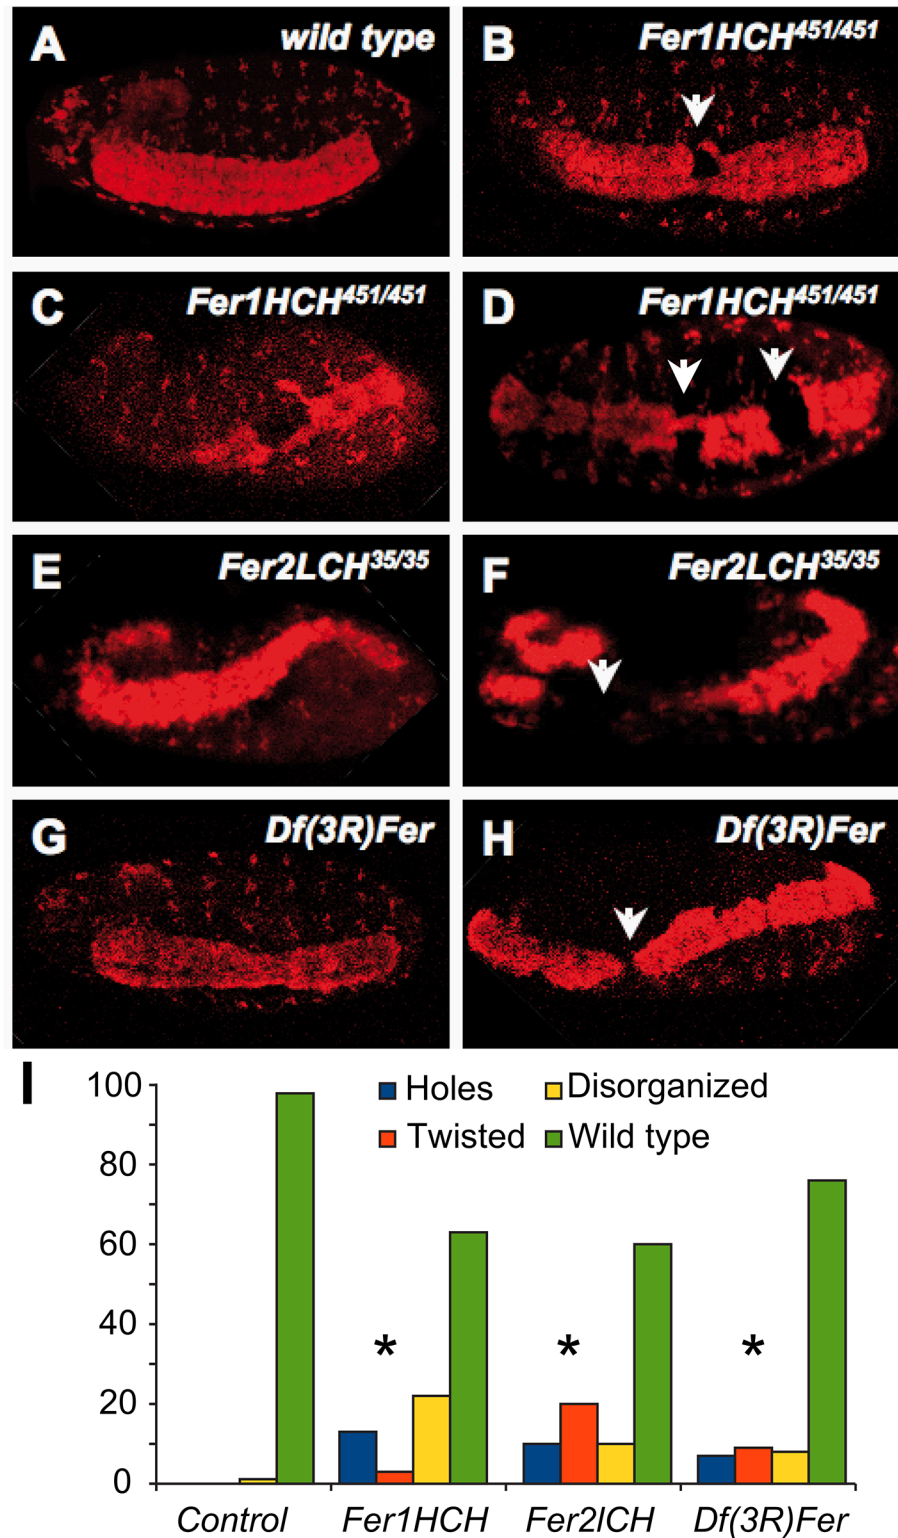 A wild type
B Fer1HCH451/451
C Fer1HCH451/451
D Fer1HCH451/451
E Fer2LCH35/35
F Fer2LCH35/35
G Df(3R)Fer
H Df(3R)Fer
I
100
80
60
40
20
0
Holes
Disorganized
Twisted
Wild type
* * *
Control Fer1HCH Fer2lCH Df(3R)Fer